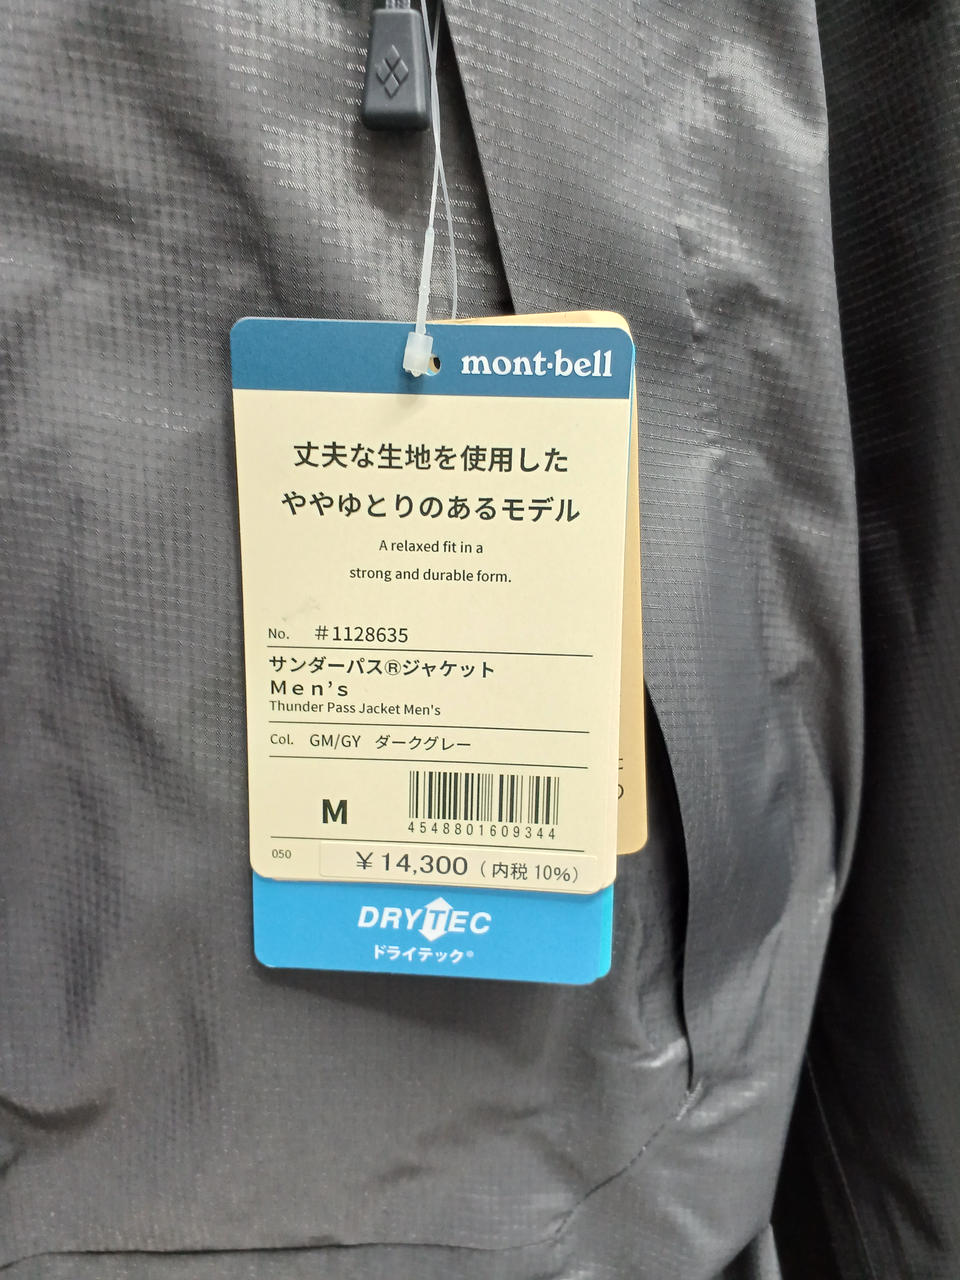 mont·bell
丈夫な生地を使用した
ややゆとりのあるモデル
A relaxed fit in a
strong and durable form.
No. #1128635
サンダーパス®ジャケット
Men's
Thunder Pass Jacket Men's
Col. GM/GY ダークグレー
M
4548801609344
050
¥14,300(内税10%)
DRYTEC
ドライテック®